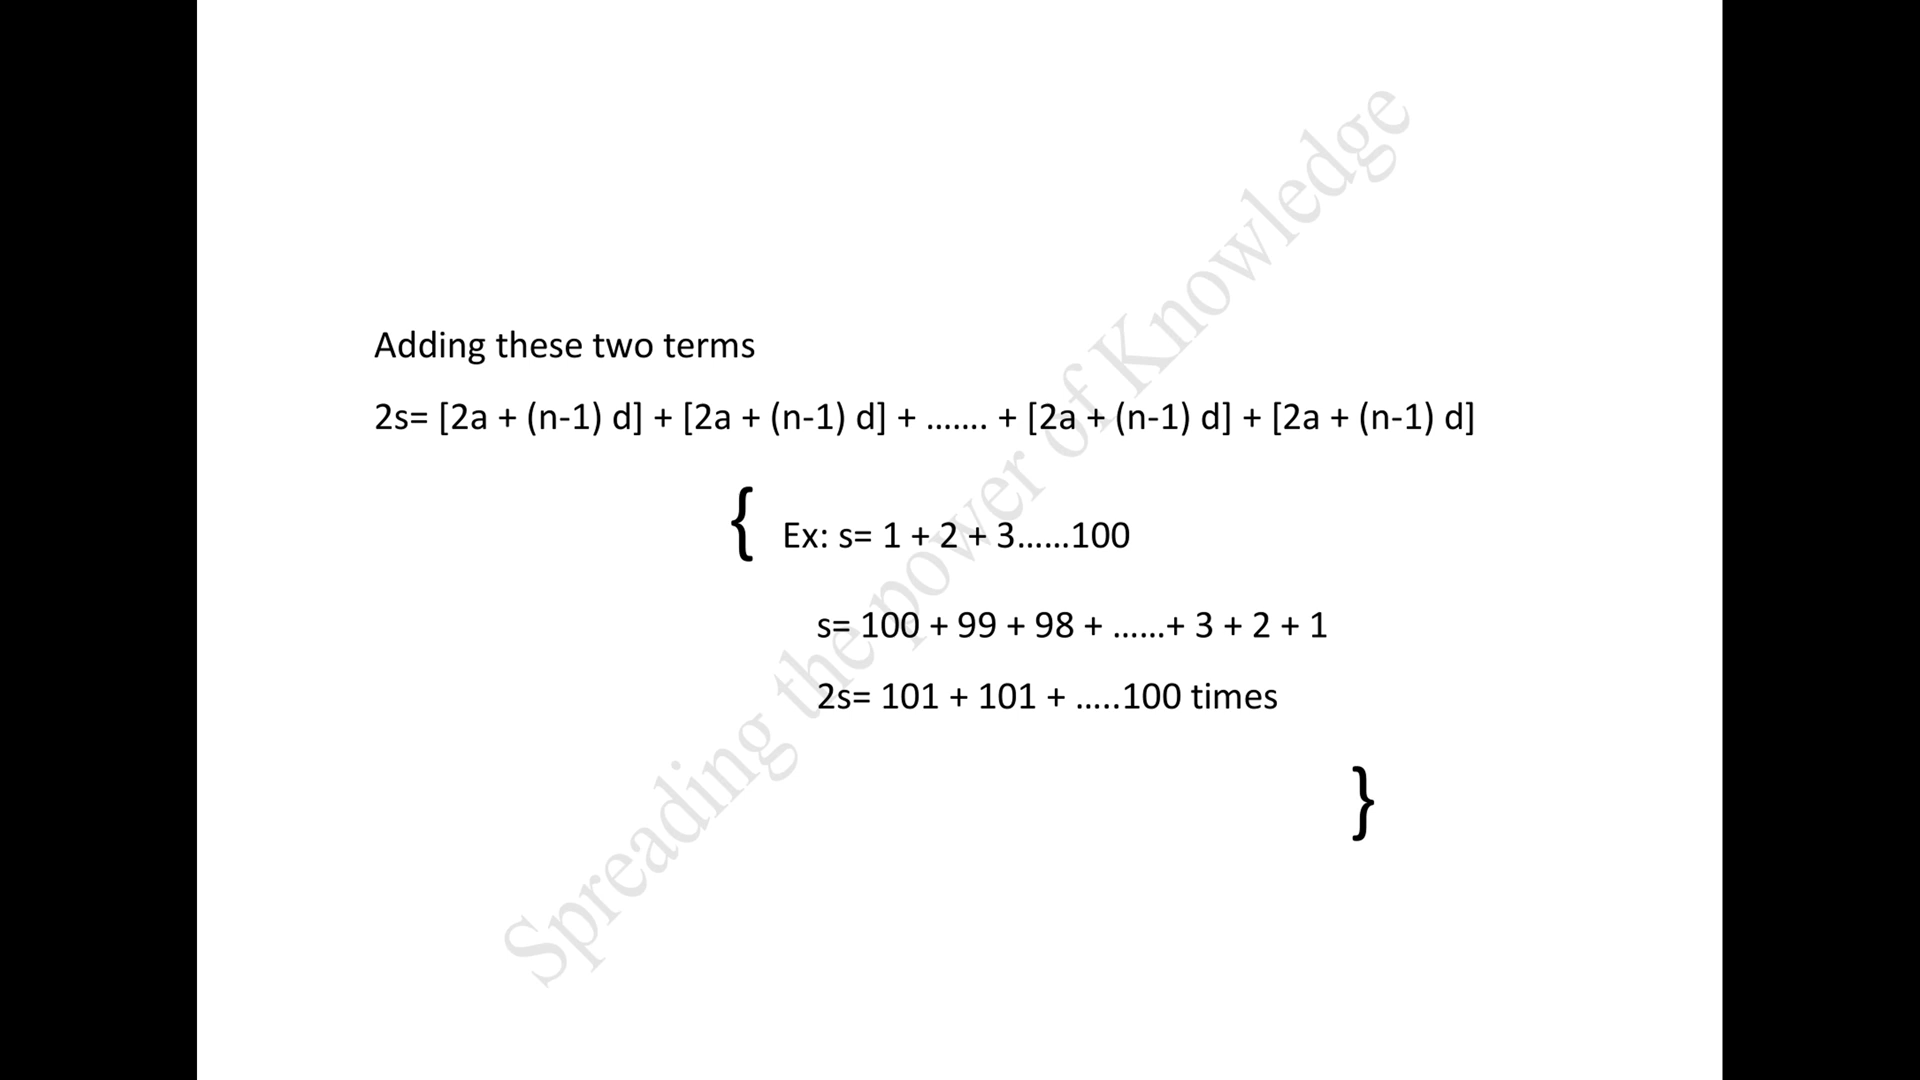 Adding these two terms
2s= [2a + (n-1) d] + [2a + (n-1) d] + ....... + [2a + (n-1) d] + [2a + (n-1) d]
{ Ex: s= 1 + 2 + 3......100
s= 100 + 99 + 98 + ......+ 3 + 2 + 1
2s= 101 + 101 + .....100 times
}
Spreading the power of Knowledge